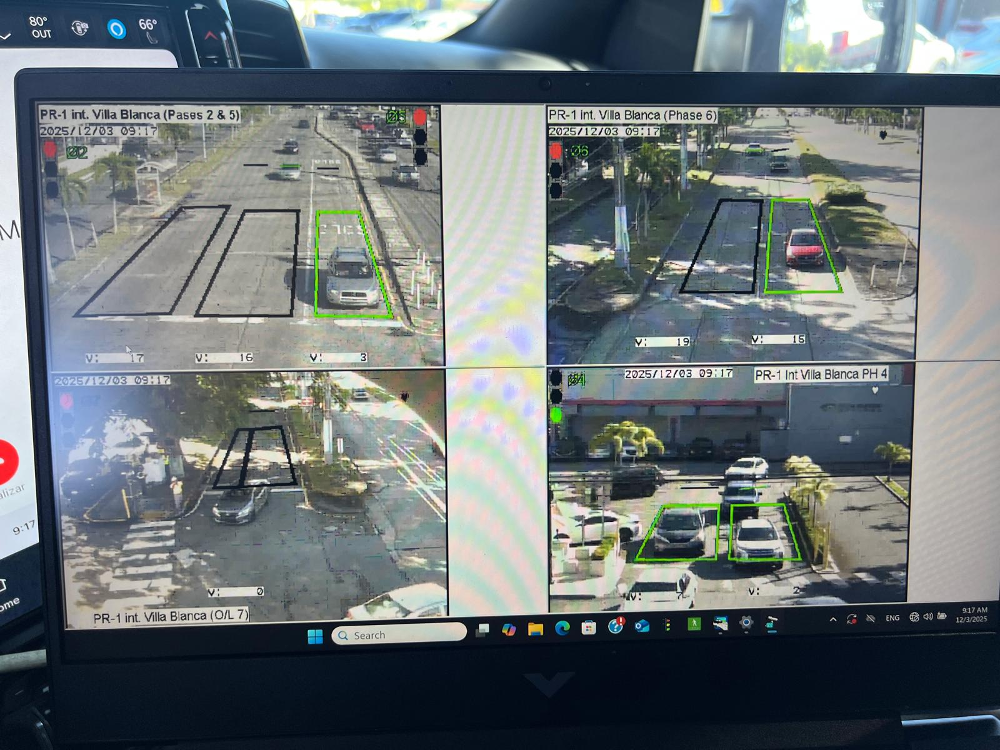 80°
OUT
66°
M
alizar
9:17
ome
PR-1 int. Villa Blanca (Pases 2 & 5)
2025/12/03 09:17
Ø5
Ø2
V: 17
V: 16
V: 3
PR-1 int. Villa Blanca (Phase 6)
2025/12/03 09:17
Ø6
V: 19
V: 15
2025/12/03 09:17
V: 0
PR-1 int. Villa Blanca (O/L 7)
Ø4
2025/12/03 09:17
PR-1 Int Villa Blanca PH 4
V:
V: 2
Search
ENG
9:17 AM
12/3/2025